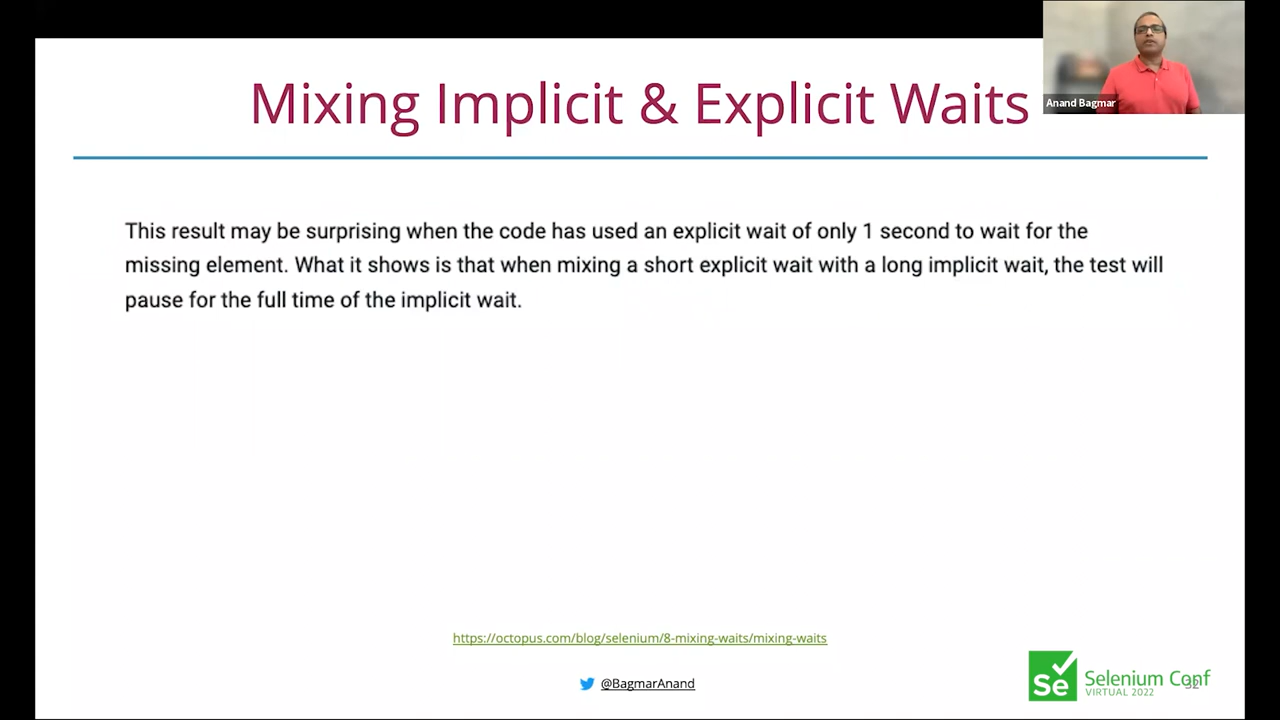 Mixing Implicit & Explicit Waits
Anand Bagmar
This result may be surprising when the code has used an explicit wait of only 1 second to wait for the
missing element. What it shows is that when mixing a short explicit wait with a long implicit wait, the test will
pause for the full time of the implicit wait.
https://octopus.com/blog/selenium/8-mixing-waits/mixing-waits
@BagmarAnand
Se
Selenium Conf
VIRTUAL 2022
32